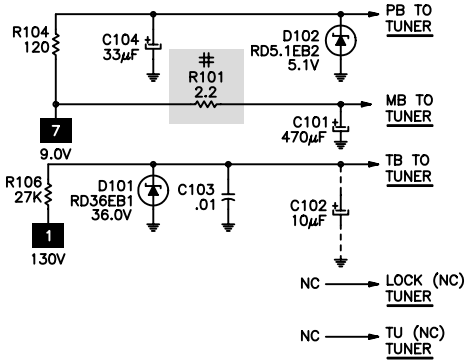 PB TO
TUNER
R104
120
C104
33µF
+
D102
RD5.1EB2
5.1V
#
R101
2.2
MB TO
TUNER
7
9.0V
C101
470µF
+
TB TO
TUNER
R106
27K
D101
RD36EB1
36.0V
C103
.01
C102
10µF
+
1
130V
NC
LOCK (NC)
TUNER
NC
TU (NC)
TUNER